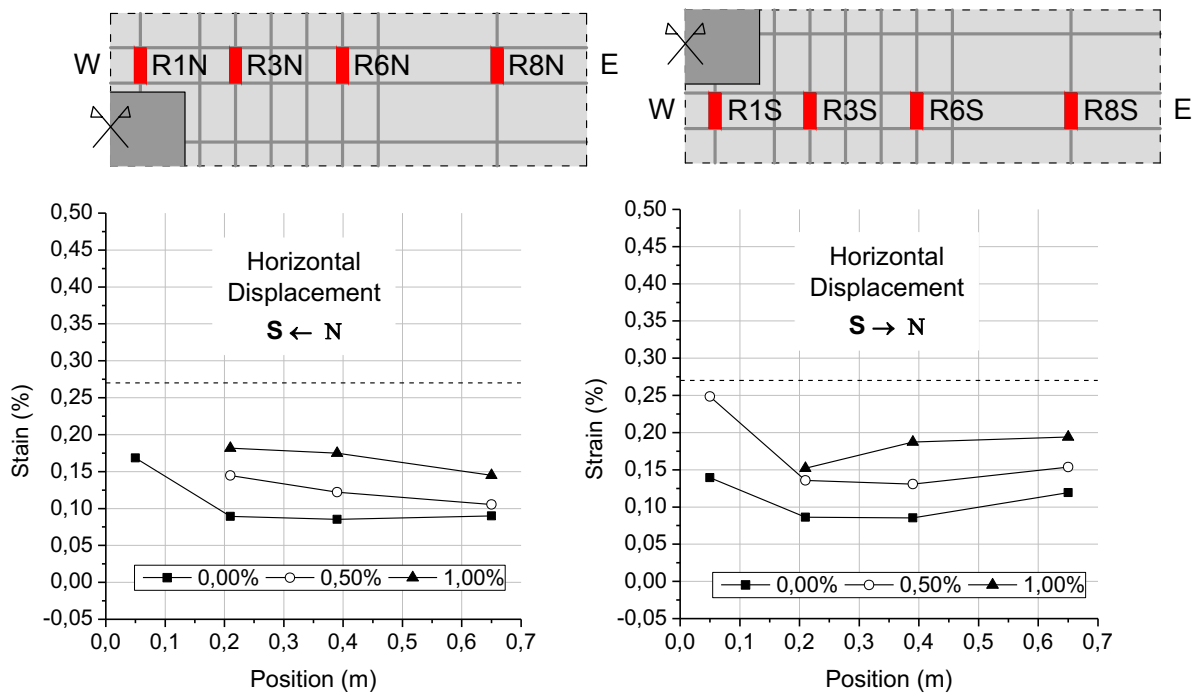 W R1N R3N R6N R8N E
W R1S R3S R6S R8S E
0,50
0,45
0,40
0,35
0,30
0,25
0,20
0,15
0,10
0,05
0,00
-0,05
Stain (%)
Horizontal
Displacement
S ← N
0,00% 0,50% 1,00%
0,0 0,1 0,2 0,3 0,4 0,5 0,6 0,7
Position (m)
0,50
0,45
0,40
0,35
0,30
0,25
0,20
0,15
0,10
0,05
0,00
-0,05
Strain (%)
Horizontal
Displacement
S → N
0,00% 0,50% 1,00%
0,0 0,1 0,2 0,3 0,4 0,5 0,6 0,7
Position (m)